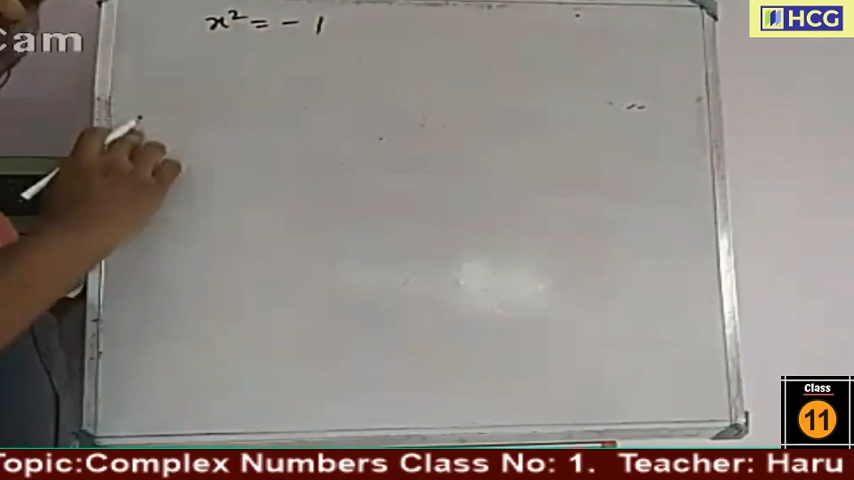 Cam
x² = - 1
HCG
Class
11
Topic:Complex Numbers Class No: 1. Teacher: Haru